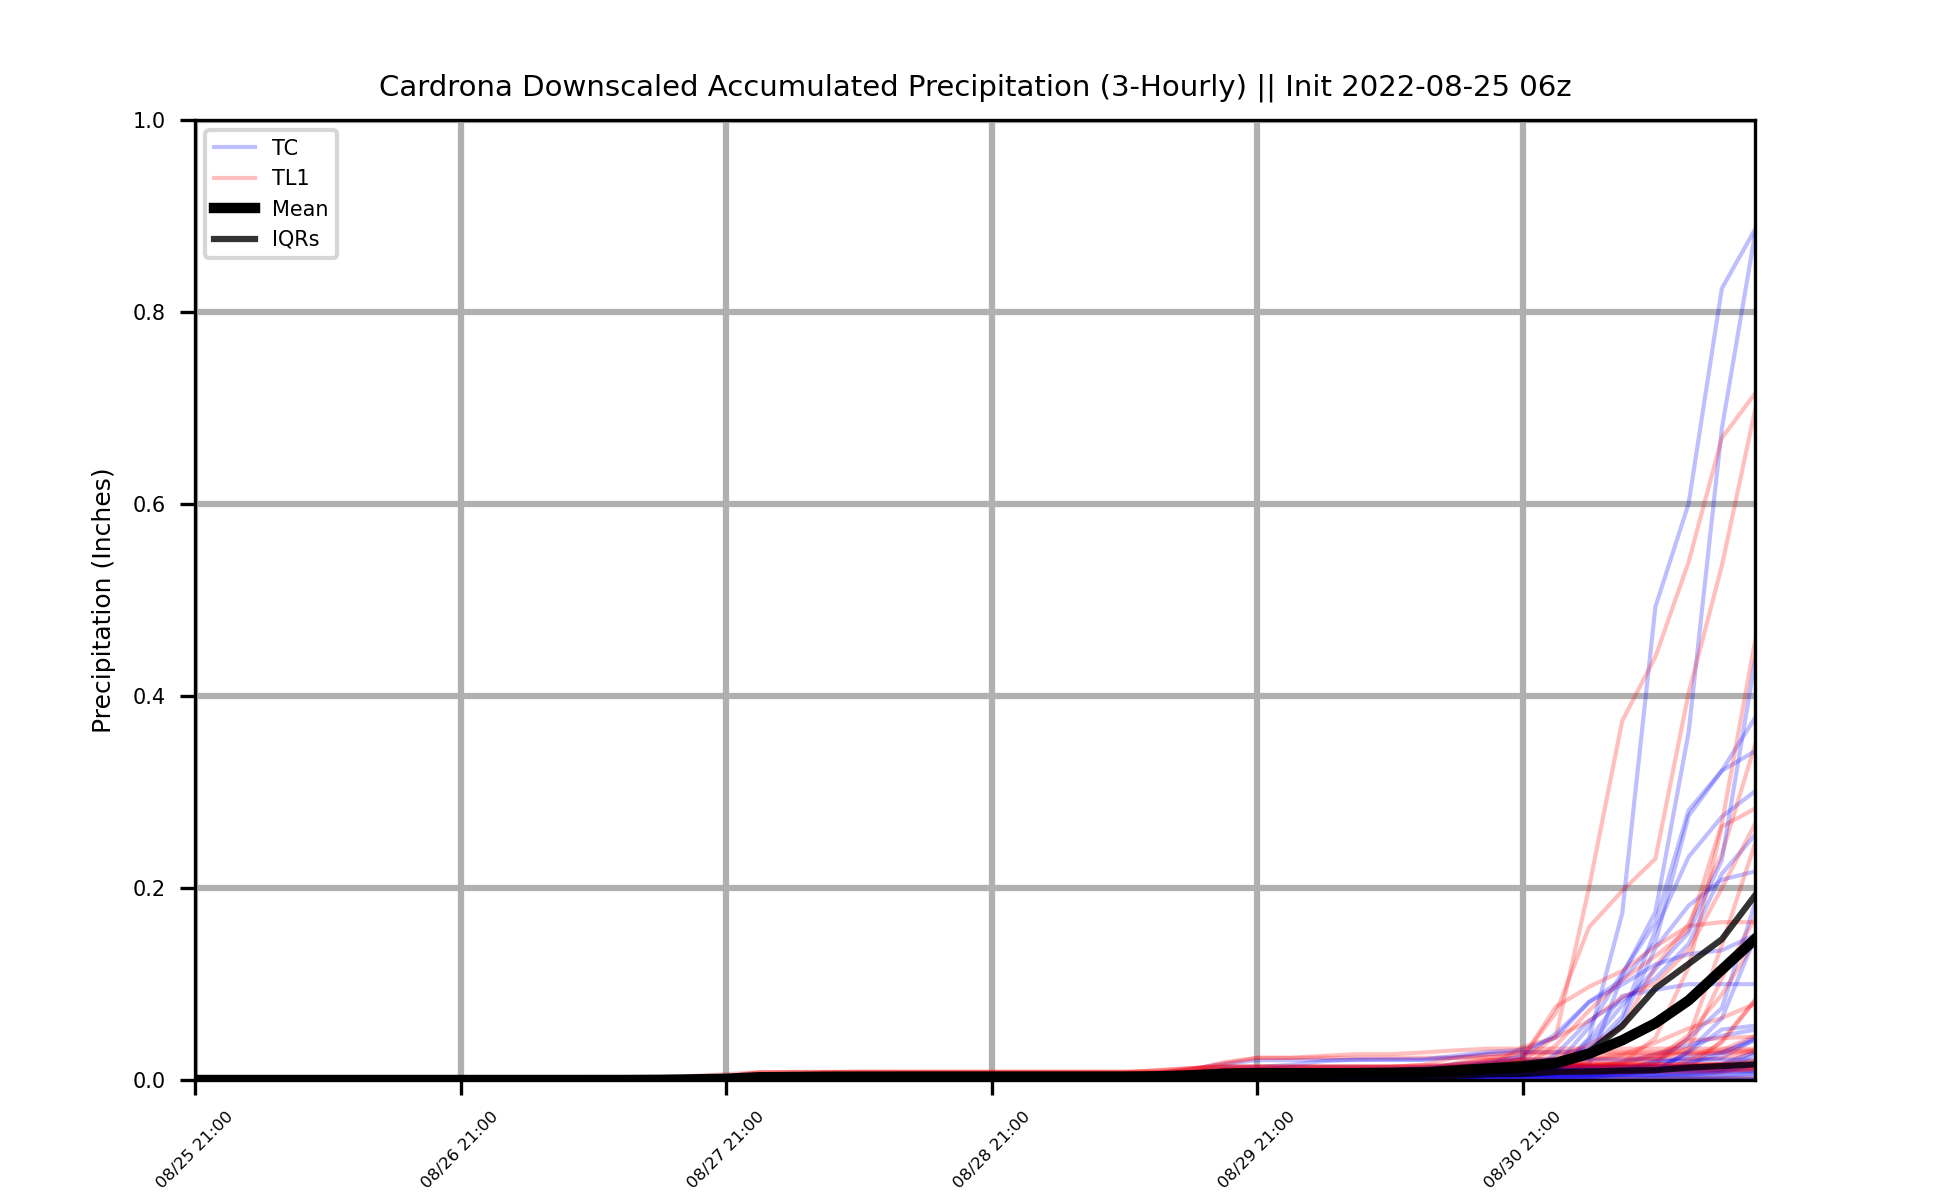 Cardrona Downscaled Accumulated Precipitation (3-Hourly) || Init 2022-08-25 06z
1.0
0.8
0.6
0.4
0.2
0.0
Precipitation (Inches)
TC
TL1
Mean
IQRs
08/25 21:00
08/26 21:00
08/27 21:00
08/28 21:00
08/29 21:00
08/30 21:00